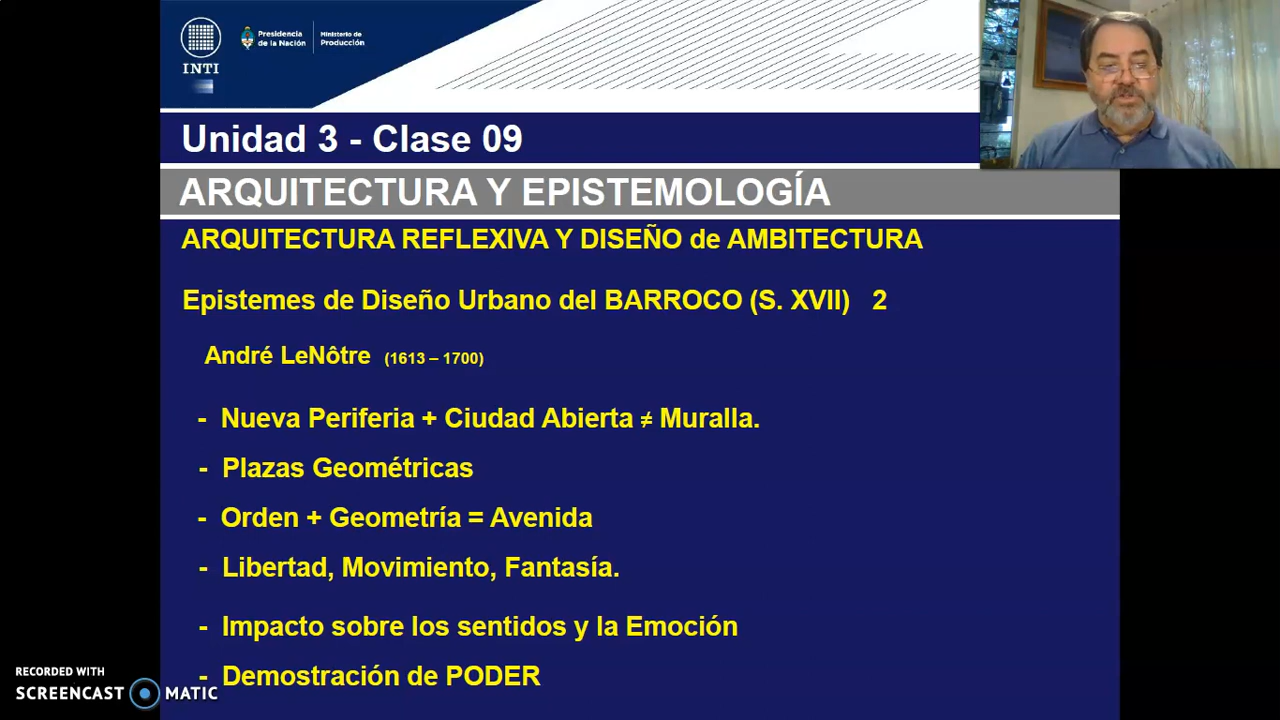 INTI
Presidencia
de la Nación
Ministerio de
Producción
Unidad 3 - Clase 09
ARQUITECTURA Y EPISTEMOLOGÍA
ARQUITECTURA REFLEXIVA Y DISEÑO de AMBITECTURA
Epistemes de Diseño Urbano del BARROCO (S. XVII) 2
André LeNôtre (1613 – 1700)
- Nueva Periferia + Ciudad Abierta ≠ Muralla.
- Plazas Geométricas
- Orden + Geometría = Avenida
- Libertad, Movimiento, Fantasía.
- Impacto sobre los sentidos y la Emoción
- Demostración de PODER
RECORDED WITH
SCREENCAST MATIC